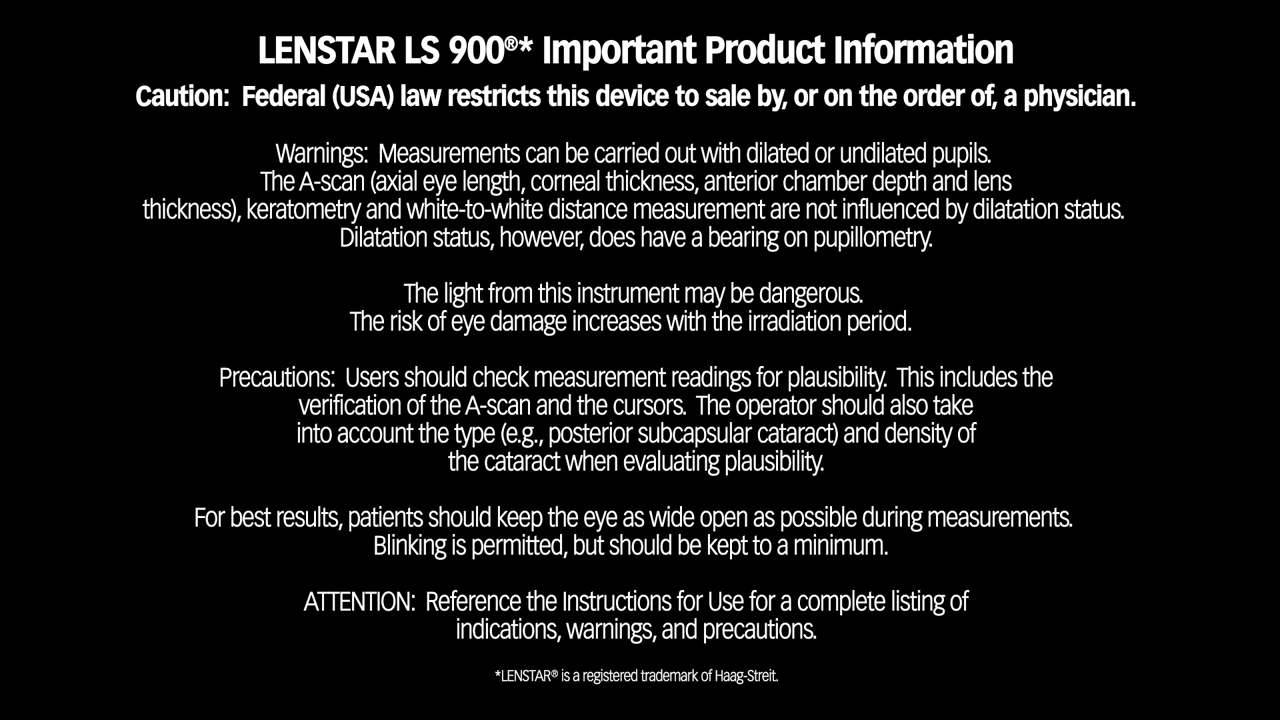 LENSTAR LS 900®* Important Product Information
Caution:  Federal (USA) law restricts this device to sale by, or on the order of, a physician.
Warnings:  Measurements can be carried out with dilated or undilated pupils.
The A-scan (axial eye length, corneal thickness, anterior chamber depth and lens
thickness), keratometry and white-to-white distance measurement are not influenced by dilatation status.
Dilatation status, however, does have a bearing on pupillometry.
The light from this instrument may be dangerous.
The risk of eye damage increases with the irradiation period.
Precautions:  Users should check measurement readings for plausibility.  This includes the
verification of the A-scan and the cursors.  The operator should also take
into account the type (e.g., posterior subcapsular cataract) and density of
the cataract when evaluating plausibility.
For best results, patients should keep the eye as wide open as possible during measurements.
Blinking is permitted, but should be kept to a minimum.
ATTENTION:  Reference the Instructions for Use for a complete listing of
indications, warnings, and precautions.
*LENSTAR® is a registered trademark of Haag-Streit.